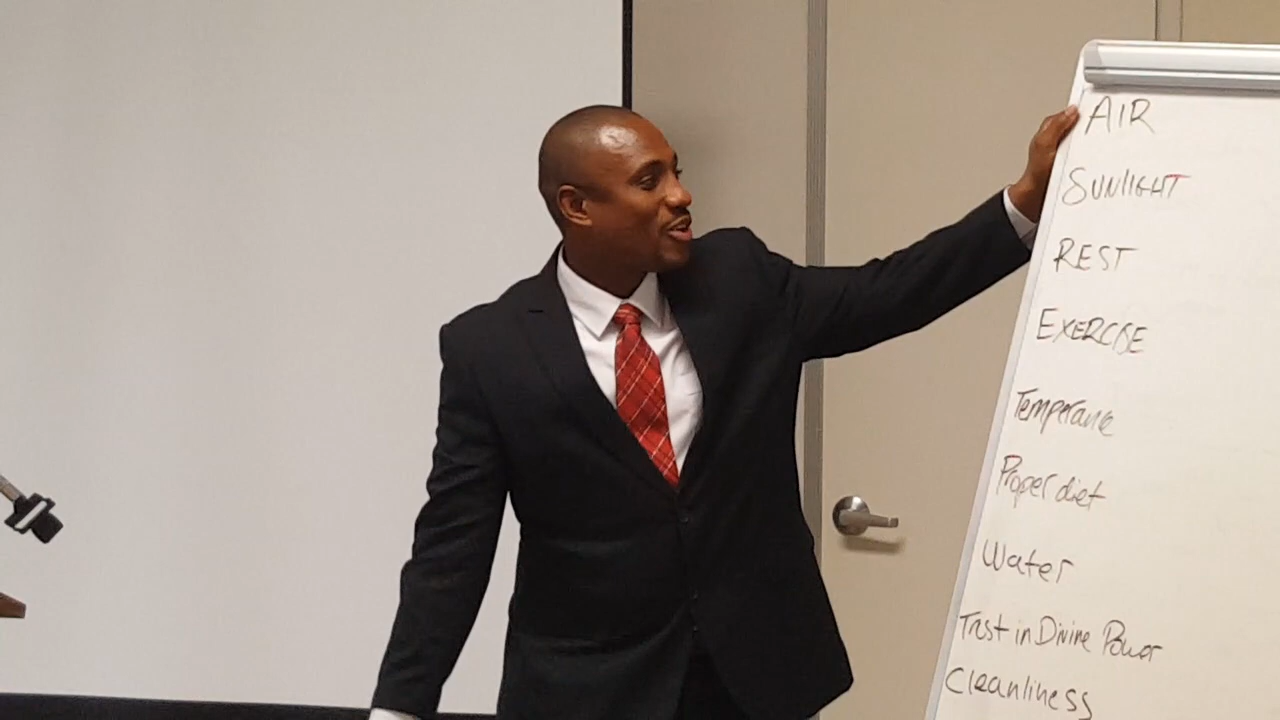 AIR
SUNlIGHT
REST
EXERCISE
Temperance
Proper diet
Water
Trust in Divine Power
Cleanliness